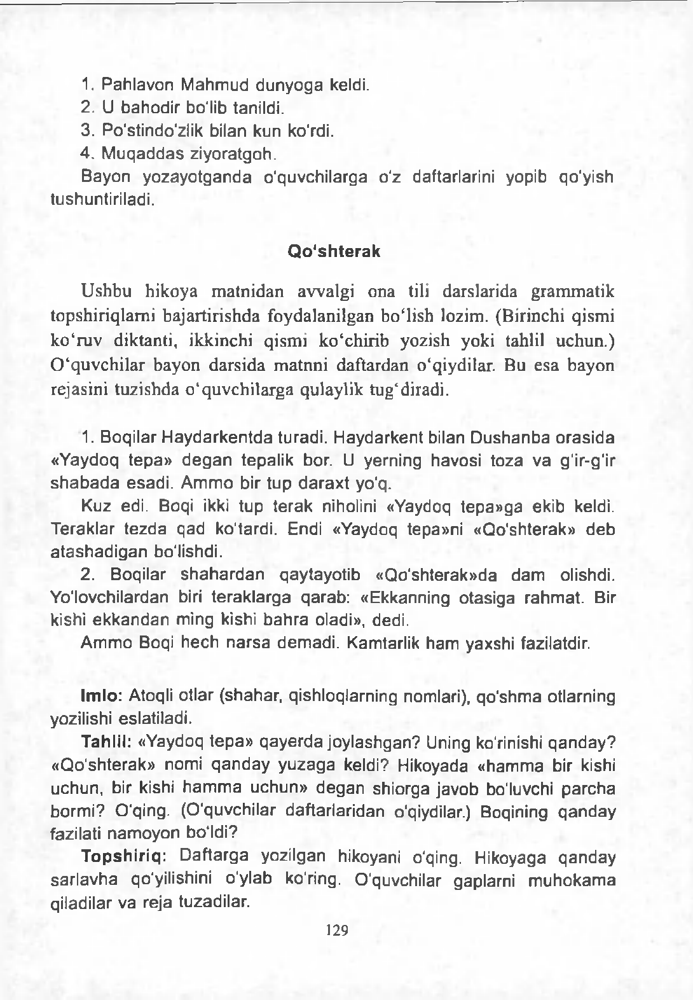 1. Pahlavon Mahmud dunyoga keldi.
2. U bahodir bo'lib tanildi.
3. Po'stindo'zlik bilan kun ko'rdi.
4. Muqaddas ziyoratgoh.
Bayon yozayotganda o'quvchilarga o'z daftarlarini yopib qo'yish
tushuntiriladi.
Qo'shterak
Ushbu hikoya matnidan avvalgi ona tili darslarida grammatik
topshiriqlarni bajartirishda foydalanilgan bo‘lish lozim. (Birinchi qismi
ko‘ruv diktanti, ikkinchi qismi ko‘chirib yozish yoki tahlil uchun.)
O‘quvchilar bayon darsida matnni daftardan o‘qiydilar. Bu esa bayon
rejasini tuzishda o‘quvchilarga qulaylik tug‘diradi.
1. Boqilar Haydarkentda turadi. Haydarkent bilan Dushanba orasida
«Yaydoq tepa» degan tepalik bor. U yerning havosi toza va g'ir-g'ir
shabada esadi. Ammo bir tup daraxt yo'q.
Kuz edi. Boqi ikki tup terak niholini «Yaydoq tepa»ga ekib keldi.
Teraklar tezda qad ko'tardi. Endi «Yaydoq tepa»ni «Qo'shterak» deb
atashadigan bo'lishdi.
2. Boqilar shahardan qaytayotib «Qo'shterak»da dam olishdi.
Yo'lovchilardan biri teraklarga qarab: «Ekkanning otasiga rahmat. Bir
kishi ekkandan ming kishi bahra oladi», dedi.
Ammo Boqi hech narsa demadi. Kamtarlik ham yaxshi fazilatdir.
Imlo: Atoqli otlar (shahar, qishloqlarning nomlari), qo'shma otlarning
yozilishi eslatiladi.
Tahlil: «Yaydoq tepa» qayerda joylashgan? Uning ko'rinishi qanday?
«Qo'shterak» nomi qanday yuzaga keldi? Hikoyada «hamma bir kishi
uchun, bir kishi hamma uchun» degan shiorga javob bo'luvchi parcha
bormi? O'qing. (O'quvchilar daftarlaridan o'qiydilar.) Boqining qanday
fazilati namoyon bo'ldi?
Topshiriq: Daftarga yozilgan hikoyani o'qing. Hikoyaga qanday
sarlavha qo'yilishini o'ylab ko'ring. O'quvchilar gaplarni muhokama
qiladilar va reja tuzadilar.
129